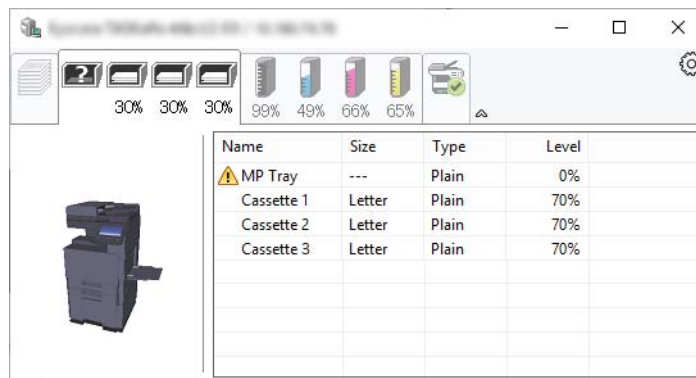 30% 30% 30% 99% 49% 66% 65%
Name Size Type Level
MP Tray --- Plain 0%
Cassette 1 Letter Plain 70%
Cassette 2 Letter Plain 70%
Cassette 3 Letter Plain 70%